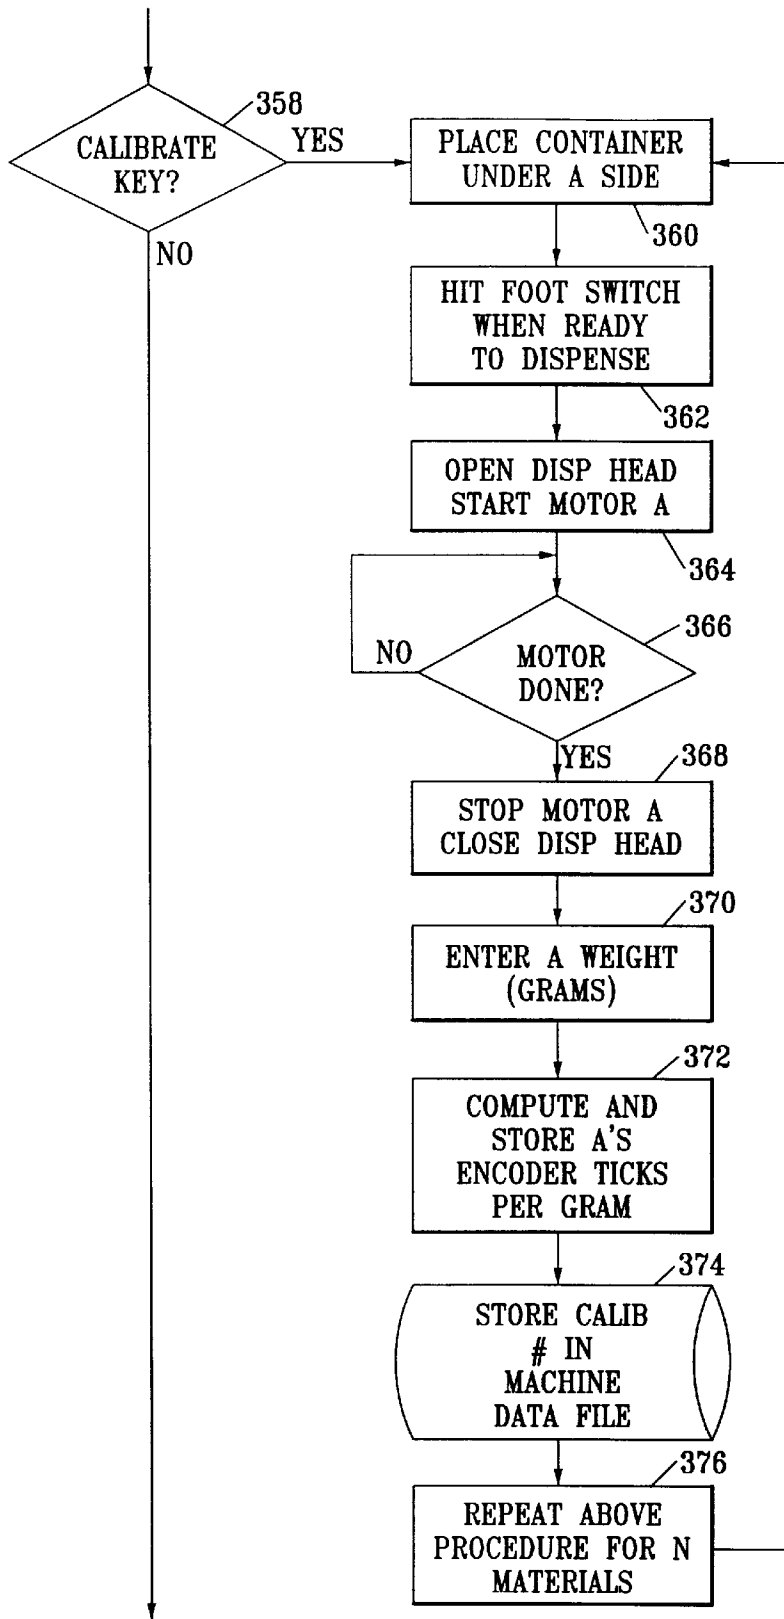 358
CALIBRATE
KEY?
YES
NO
PLACE CONTAINER
UNDER A SIDE
360
HIT FOOT SWITCH
WHEN READY
TO DISPENSE
362
OPEN DISP HEAD
START MOTOR A
364
366
MOTOR
DONE?
NO
YES
368
STOP MOTOR A
CLOSE DISP HEAD
370
ENTER A WEIGHT
(GRAMS)
372
COMPUTE AND
STORE A'S
ENCODER TICKS
PER GRAM
374
STORE CALIB
# IN
MACHINE
DATA FILE
376
REPEAT ABOVE
PROCEDURE FOR N
MATERIALS